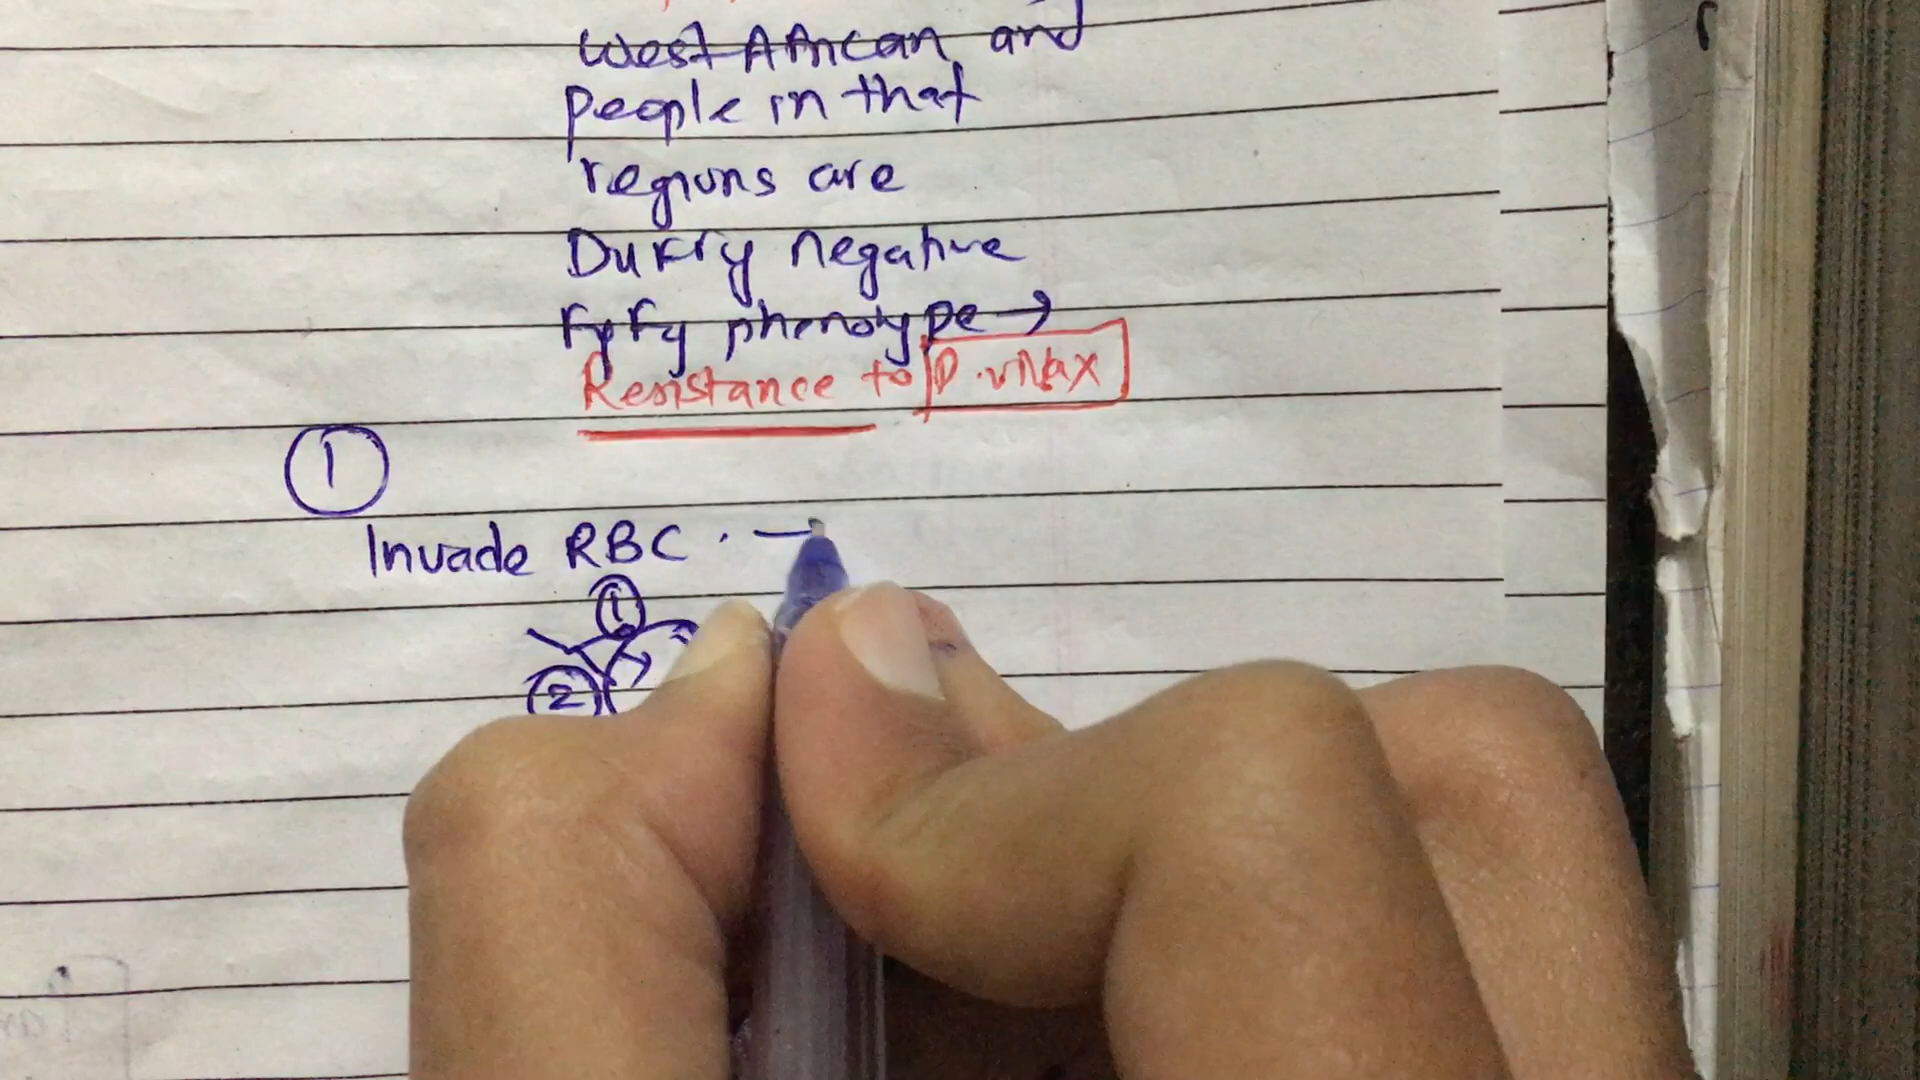 West African and
people in that
regions are
Duffy negative
FyFy phenotype →
Resistance to P. vivax
1
Invade RBC . —
1
2